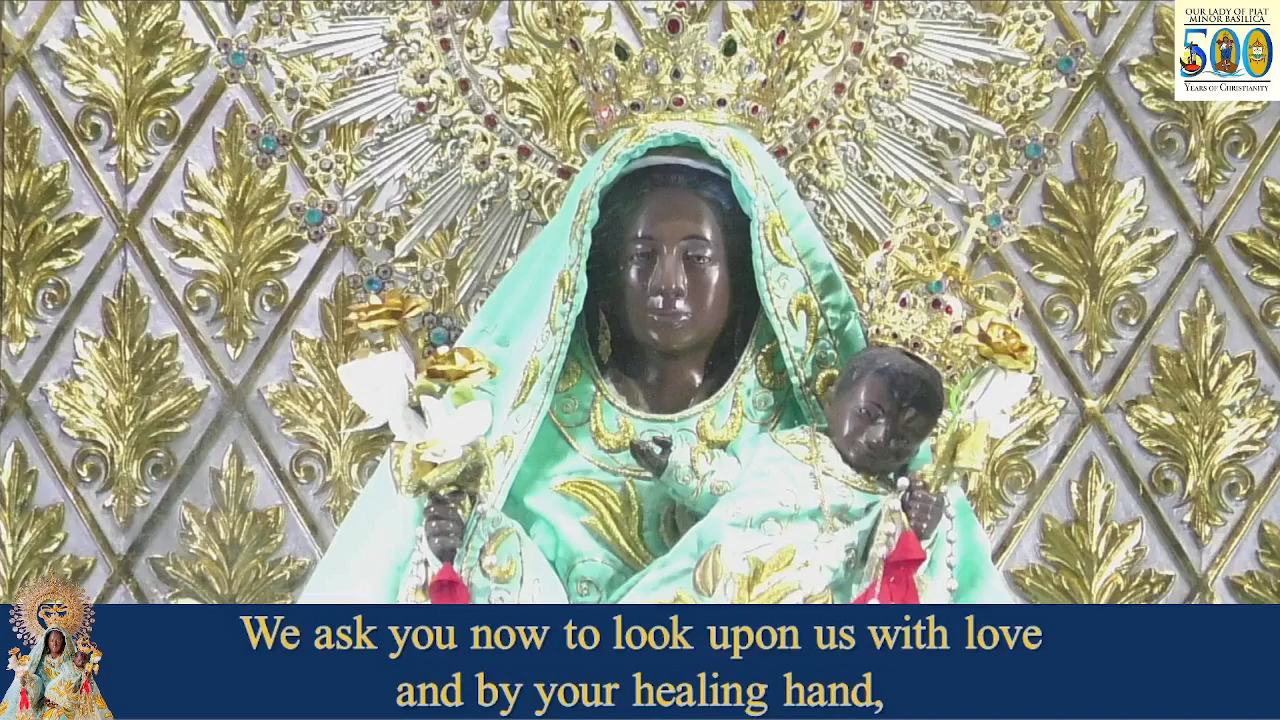 OUR LADY OF PIAT
MINOR BASILICA
500
YEARS OF CHRISTIANITY
We ask you now to look upon us with love
and by your healing hand,